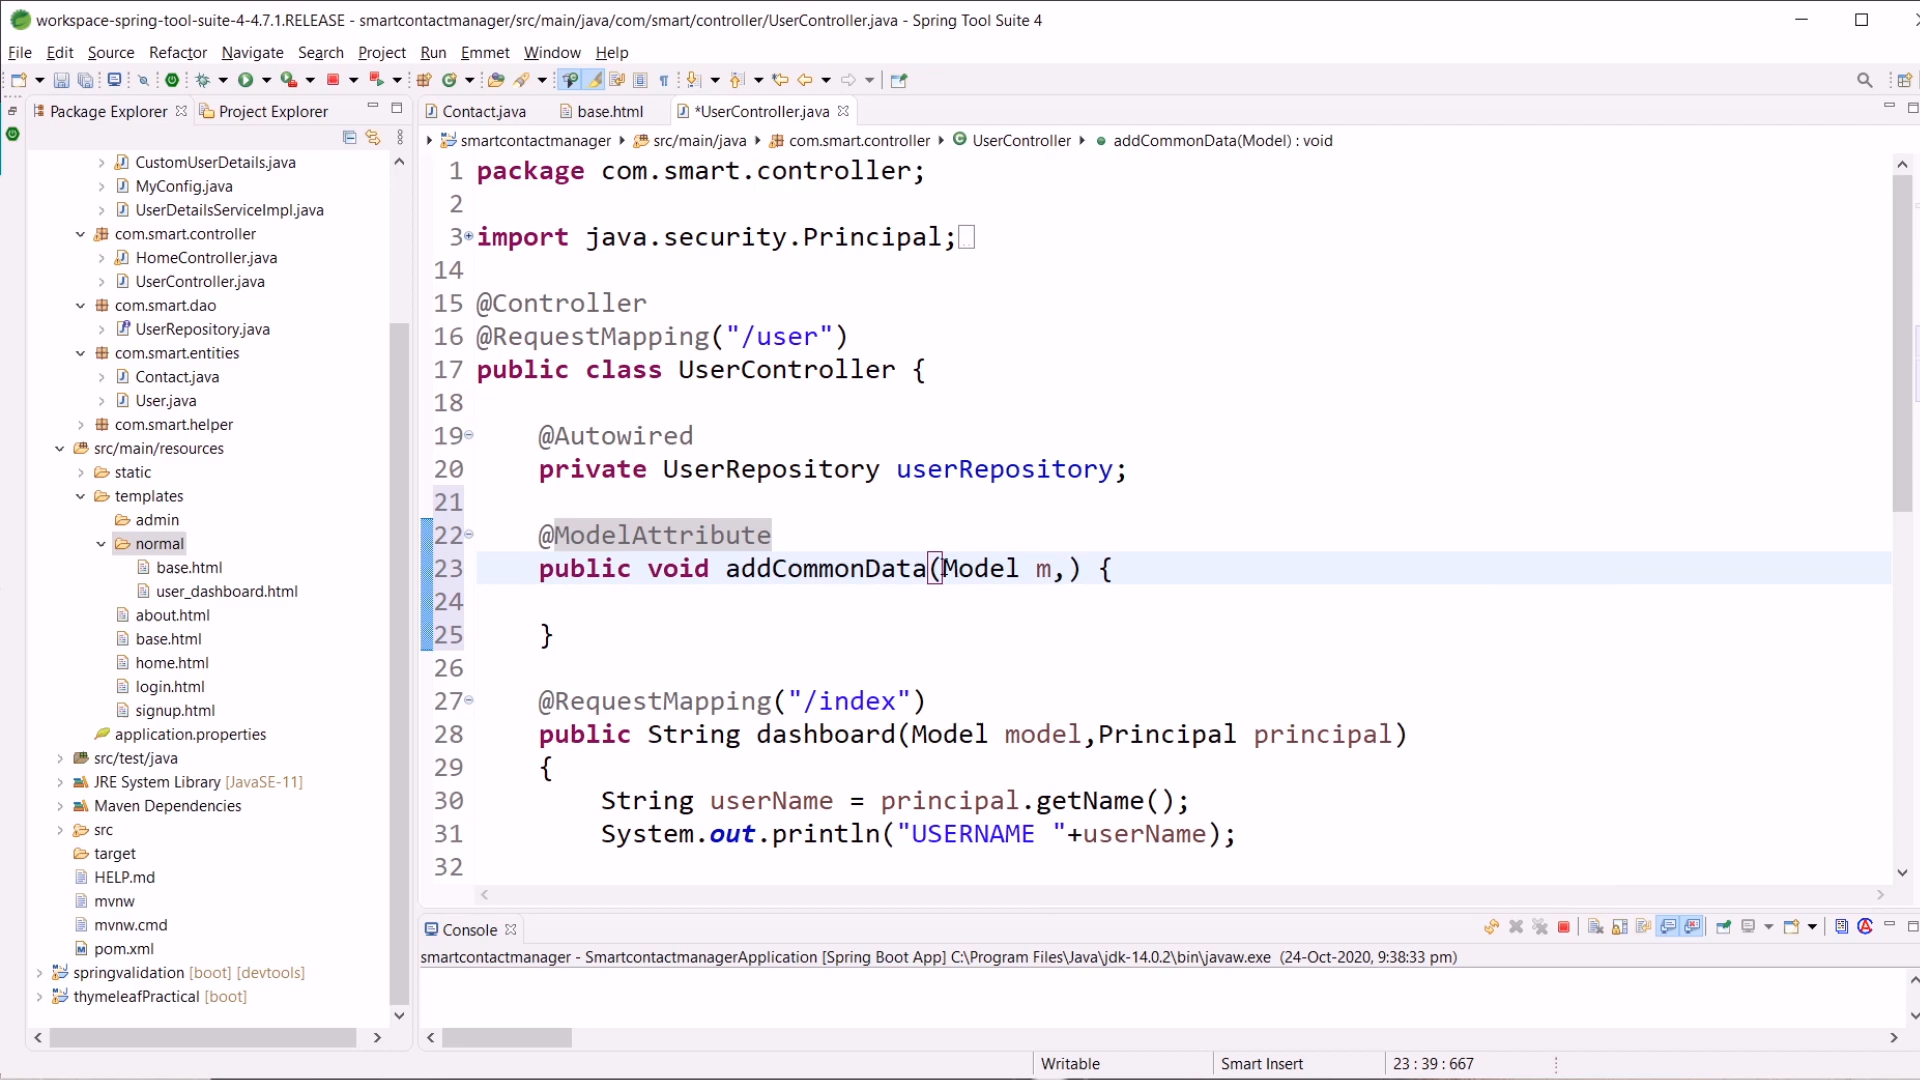 workspace-spring-tool-suite-4-4.7.1.RELEASE - smartcontactmanager/src/main/java/com/smart/controller/UserController.java - Spring Tool Suite 4
File Edit Source Refactor Navigate Search Project Run Emmet Window Help
Package Explorer Project Explorer
Contact.java base.html *UserController.java
smartcontactmanager src/main/java com.smart.controller UserController addCommonData(Model) : void
CustomUserDetails.java
MyConfig.java
UserDetailsServiceImpl.java
com.smart.controller
HomeController.java
UserController.java
com.smart.dao
UserRepository.java
com.smart.entities
Contact.java
User.java
com.smart.helper
src/main/resources
static
templates
admin
normal
base.html
user_dashboard.html
about.html
base.html
home.html
login.html
signup.html
application.properties
src/test/java
JRE System Library [JavaSE-11]
Maven Dependencies
src
target
HELP.md
mvnw
mvnw.cmd
pom.xml
springvalidation [boot] [devtools]
thymeleafPractical [boot]
1 package com.smart.controller;
2
3 import java.security.Principal;
14
15 @Controller
16 @RequestMapping("/user")
17 public class UserController {
18
19 @Autowired
20 private UserRepository userRepository;
21
22 @ModelAttribute
23 public void addCommonData(Model m,) {
24
25 }
26
27 @RequestMapping("/index")
28 public String dashboard(Model model,Principal principal)
29 {
30 String userName = principal.getName();
31 System.out.println("USERNAME "+userName);
32
Console
smartcontactmanager - SmartcontactmanagerApplication [Spring Boot App] C:\Program Files\Java\jdk-14.0.2\bin\javaw.exe (24-Oct-2020, 9:38:33 pm)
Writable Smart Insert 23 : 39 : 667